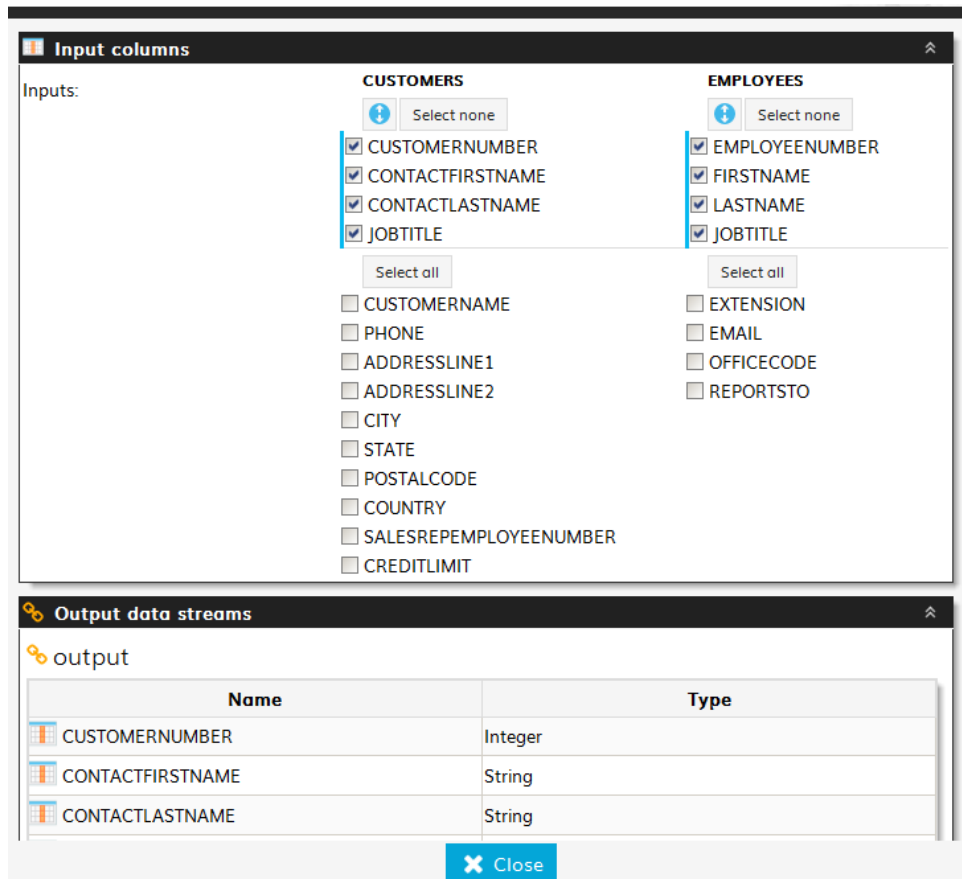 Input columns
Inputs:
CUSTOMERS
Select none
CUSTOMERNUMBER
CONTACTFIRSTNAME
CONTACTLASTNAME
JOBTITLE
Select all
CUSTOMERNAME
PHONE
ADDRESSLINE1
ADDRESSLINE2
CITY
STATE
POSTALCODE
COUNTRY
SALESREPEMPLOYEENUMBER
CREDITLIMIT
EMPLOYEES
Select none
EMPLOYEENUMBER
FIRSTNAME
LASTNAME
JOBTITLE
Select all
EXTENSION
EMAIL
OFFICECODE
REPORTSTO
Output data streams
output
Name Type
CUSTOMERNUMBER Integer
CONTACTFIRSTNAME String
CONTACTLASTNAME String
Close